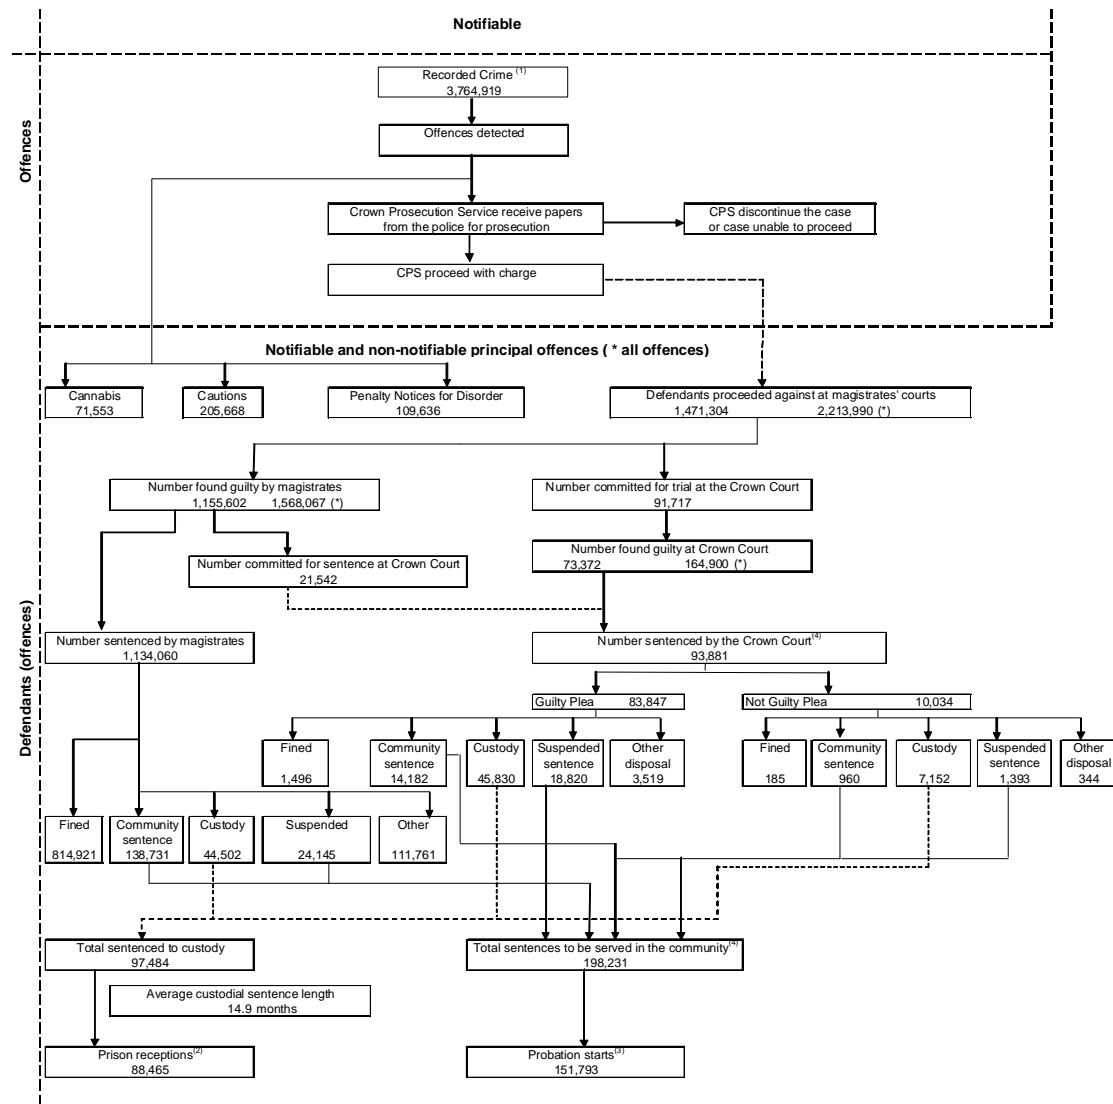 Notifiable
Offences
Recorded Crime (1)
3,764,919
Offences detected
Crown Prosecution Service receive papers
from the police for prosecution
CPS discontinue the case
or case unable to proceed
CPS proceed with charge
Notifiable and non-notifiable principal offences ( * all offences)
Defendants (offences)
Cannabis
71,553
Cautions
205,668
Penalty Notices for Disorder
109,636
Defendants proceeded against at magistrates' courts
1,471,304 2,213,990 (*)
Number found guilty by magistrates
1,155,602 1,568,067 (*)
Number committed for trial at the Crown Court
91,717
Number committed for sentence at Crown Court
21,542
Number found guilty at Crown Court
73,372 164,900 (*)
Number sentenced by magistrates
1,134,060
Number sentenced by the Crown Court(4)
93,881
Guilty Plea 83,847
Not Guilty Plea 10,034
Fined
1,496
Community
sentence
14,182
Custody
45,830
Suspended
sentence
18,820
Other
disposal
3,519
Fined
185
Community
sentence
960
Custody
7,152
Suspended
sentence
1,393
Other
disposal
344
Fined
814,921
Community
sentence
138,731
Custody
44,502
Suspended
24,145
Other
111,761
Total sentenced to custody
97,484
Total sentences to be served in the community(4)
198,231
Average custodial sentence length
14.9 months
Prison receptions(2)
88,465
Probation starts(3)
151,793